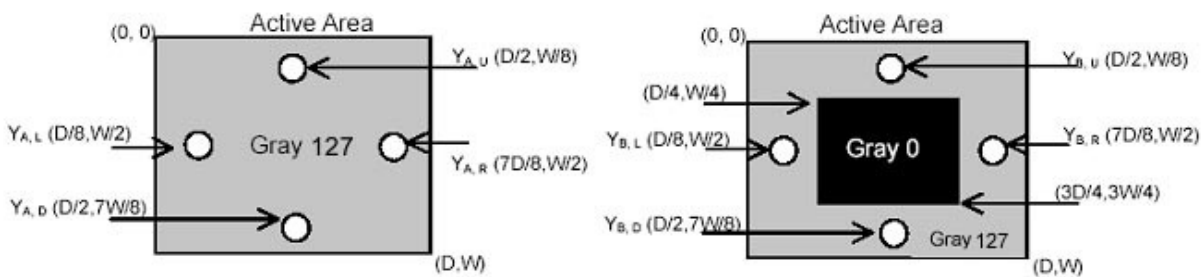 Active Area
(0, 0)
Y_A, U (D/2,W/8)
Y_A, L (D/8,W/2)
Gray 127
Y_A, R (7D/8,W/2)
Y_A, D (D/2,7W/8)
(D,W)
Active Area
(0, 0)
Y_B, U (D/2,W/8)
(D/4,W/4)
Y_B, L (D/8,W/2)
Gray 0
Y_B, R (7D/8,W/2)
(3D/4,3W/4)
Y_B, D (D/2,7W/8)
Gray 127
(D,W)